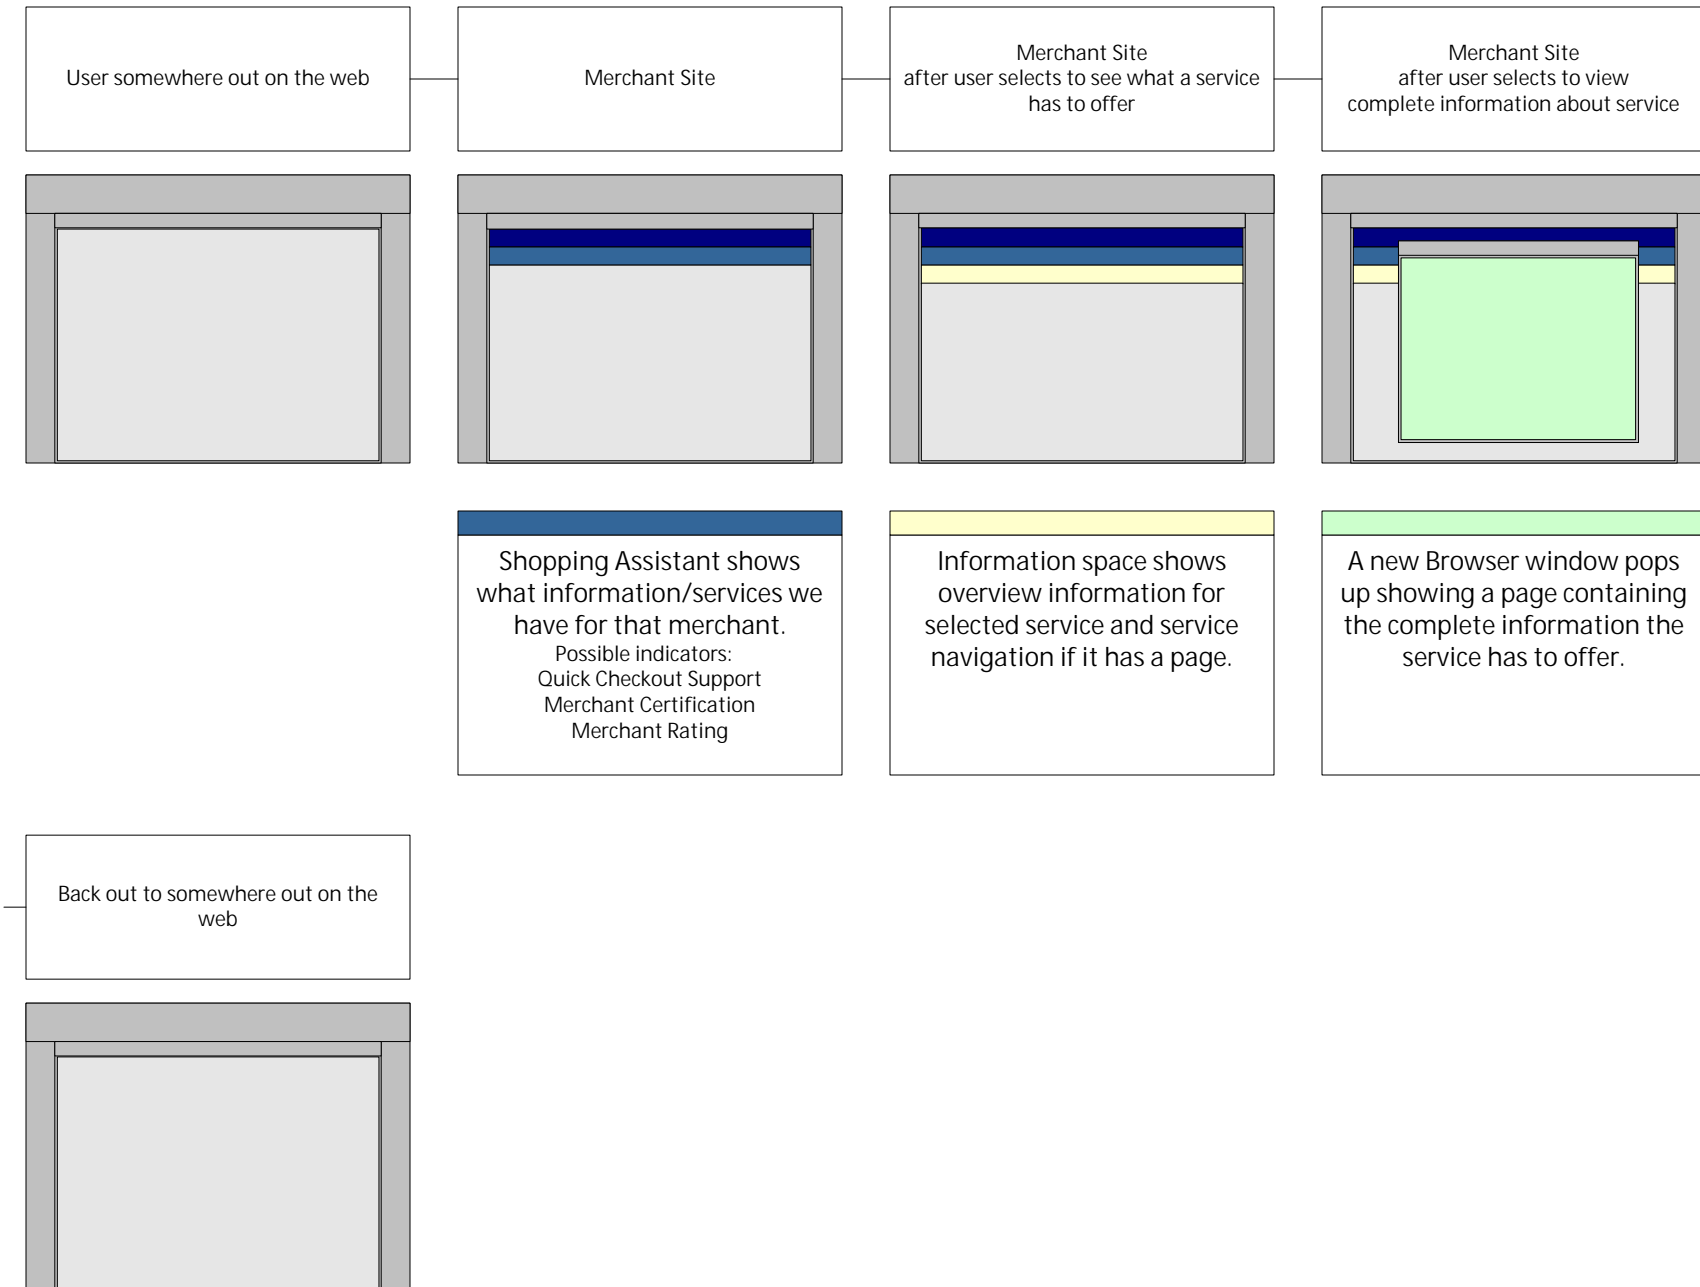 User somewhere out on the web
Merchant Site
Merchant Site
after user selects to see what a service
has to offer
Merchant Site
after user selects to view
complete information about service
Shopping Assistant shows
what information/services we
have for that merchant.
Possible indicators:
Quick Checkout Support
Merchant Certification
Merchant Rating
Information space shows
overview information for
selected service and service
navigation if it has a page.
A new Browser window pops
up showing a page containing
the complete information the
service has to offer.
Back out to somewhere out on the
web